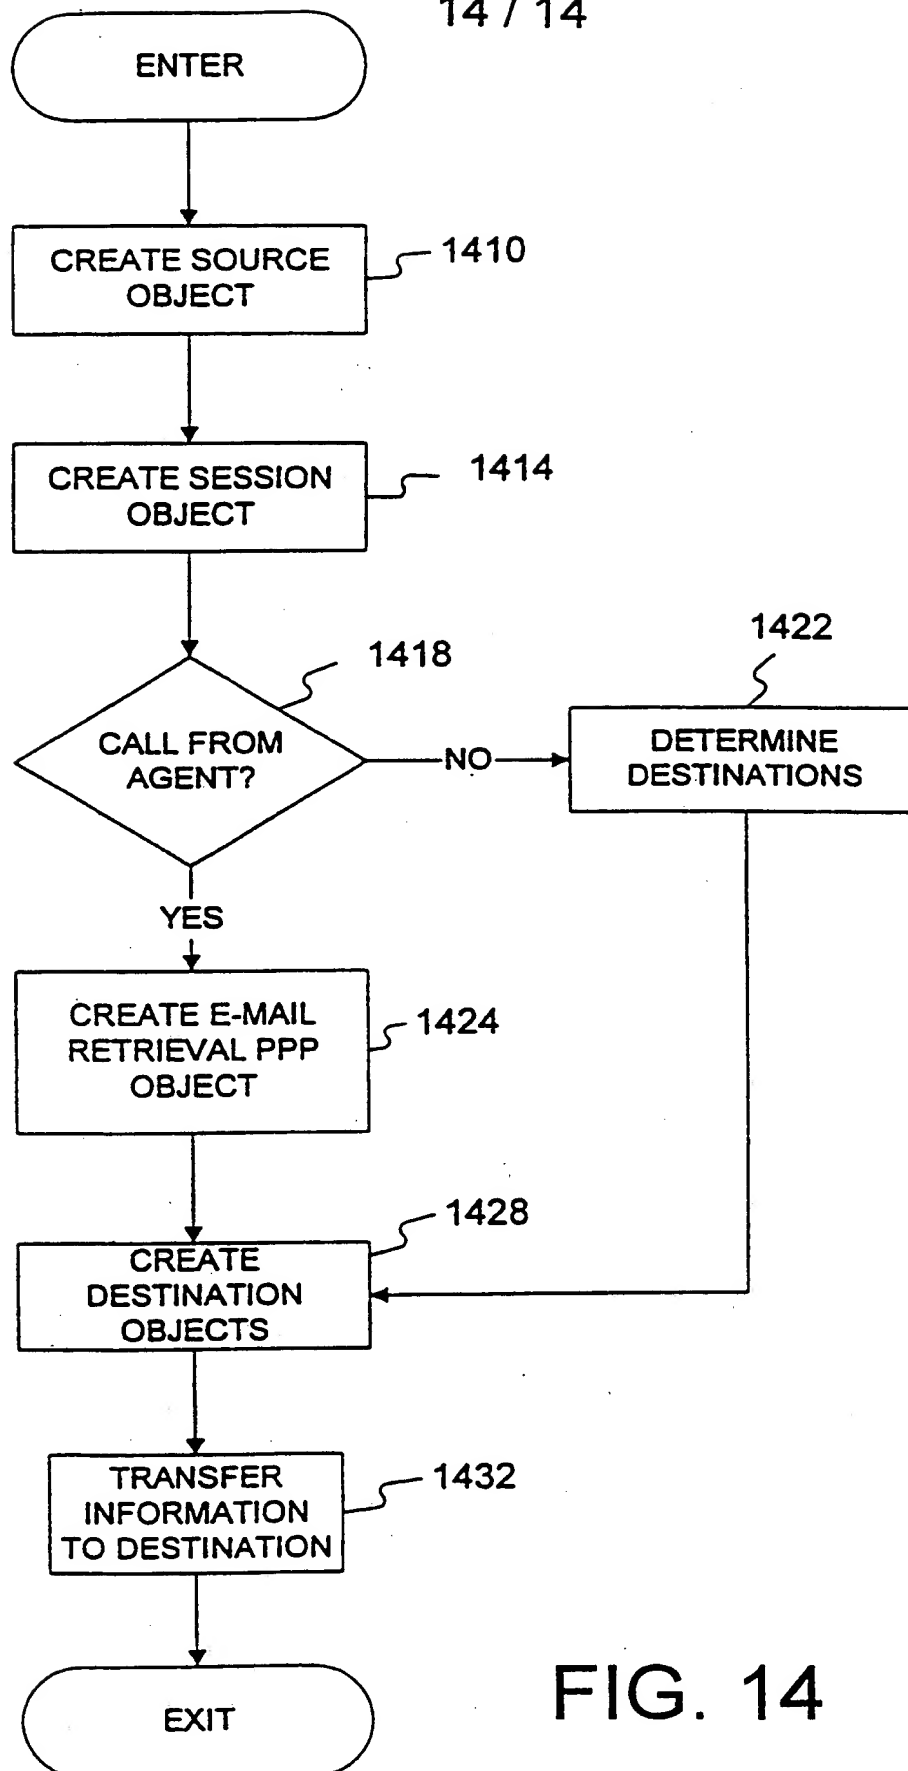 14 / 14
ENTER
CREATE SOURCE
OBJECT
1410
CREATE SESSION
OBJECT
1414
1418
CALL FROM
AGENT?
NO
1422
DETERMINE
DESTINATIONS
YES
CREATE E-MAIL
RETRIEVAL PPP
OBJECT
1424
1428
CREATE
DESTINATION
OBJECTS
TRANSFER
INFORMATION
TO DESTINATION
1432
EXIT
FIG. 14